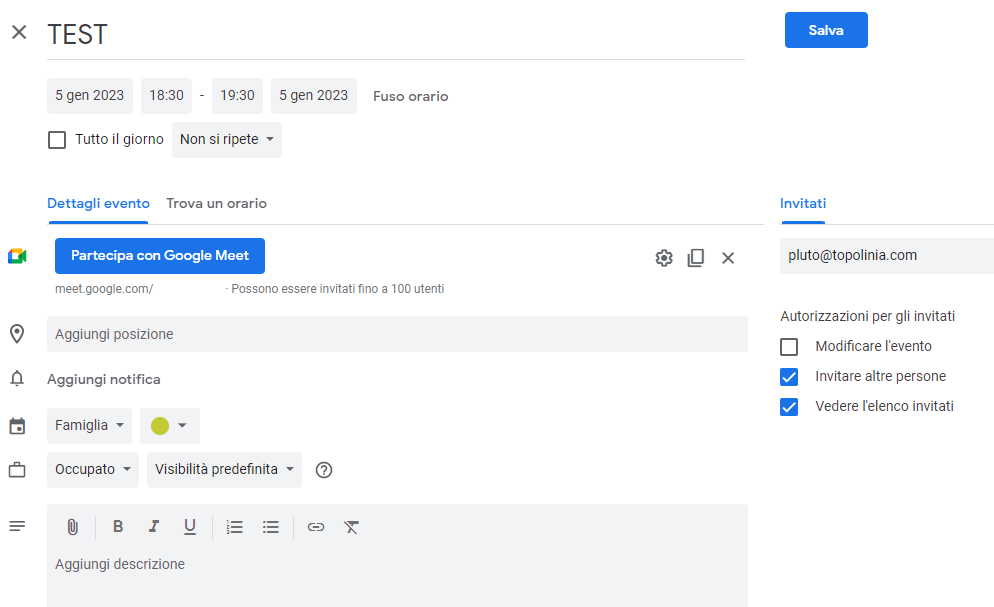 TEST
Salva
5 gen 2023 18:30 - 19:30 5 gen 2023 Fuso orario
Tutto il giorno Non si ripete
Dettagli evento Trova un orario
Partecipa con Google Meet
meet.google.com/ · Possono essere invitati fino a 100 utenti
Aggiungi posizione
Aggiungi notifica
Famiglia
Occupato Visibilità predefinita
B I U
Aggiungi descrizione
Invitati
pluto@topolinia.com
Autorizzazioni per gli invitati
Modificare l'evento
Invitare altre persone
Vedere l'elenco invitati